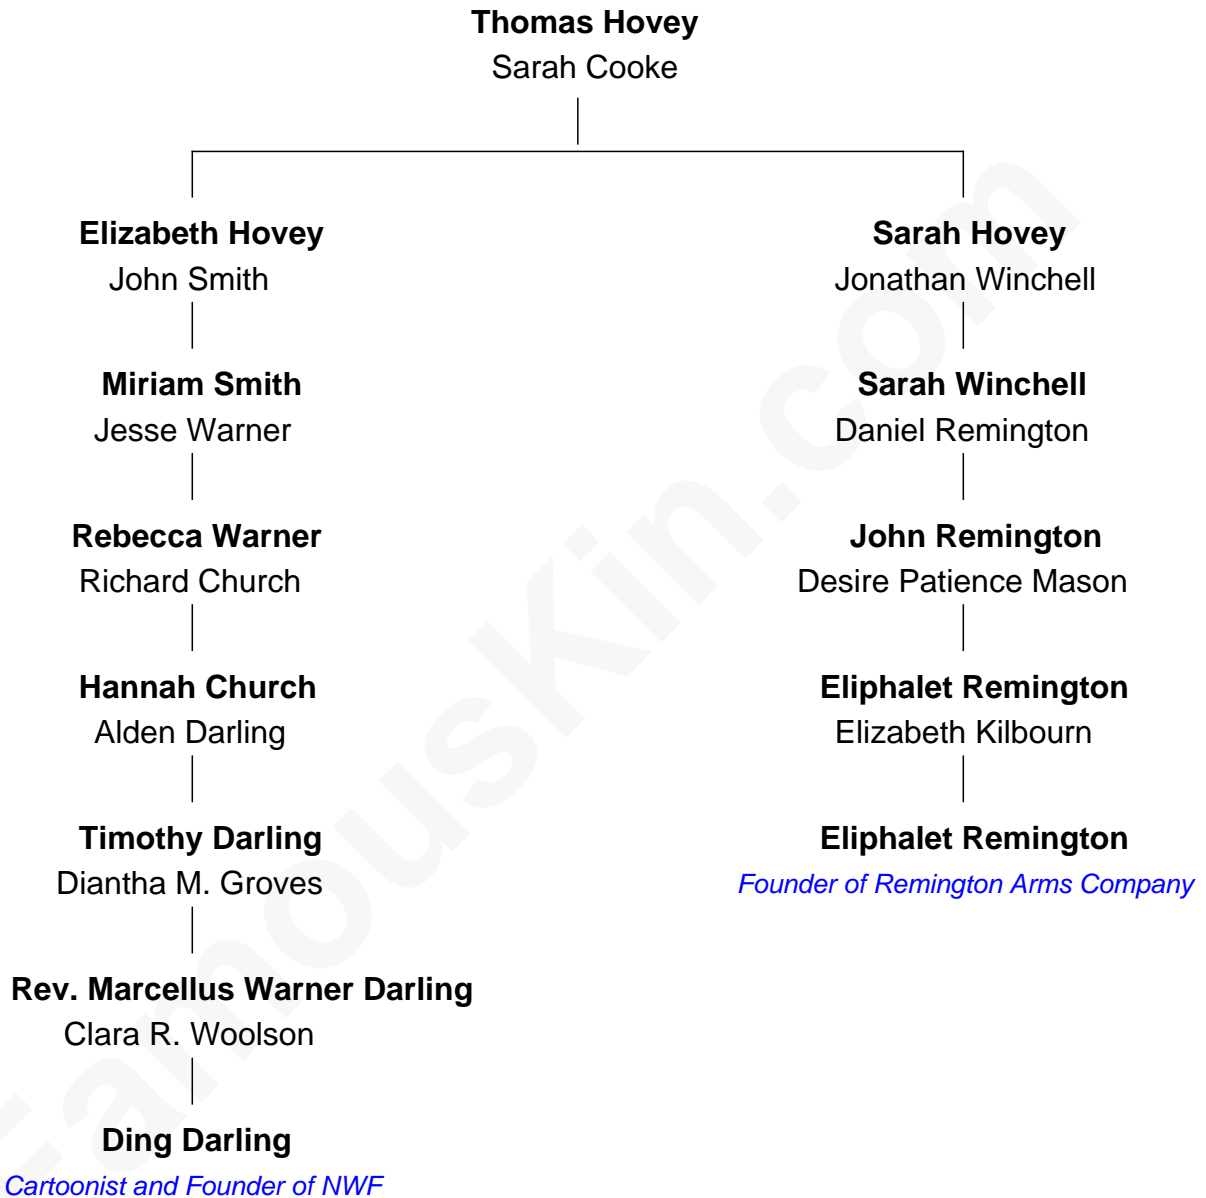 Thomas Hovey
Sarah Cooke
Elizabeth Hovey
John Smith
Miriam Smith
Jesse Warner
Rebecca Warner
Richard Church
Hannah Church
Alden Darling
Timothy Darling
Diantha M. Groves
Rev. Marcellus Warner Darling
Clara R. Woolson
Ding Darling
Cartoonist and Founder of NWF
Sarah Hovey
Jonathan Winchell
Sarah Winchell
Daniel Remington
John Remington
Desire Patience Mason
Eliphalet Remington
Elizabeth Kilbourn
Eliphalet Remington
Founder of Remington Arms Company
FamousKin.com